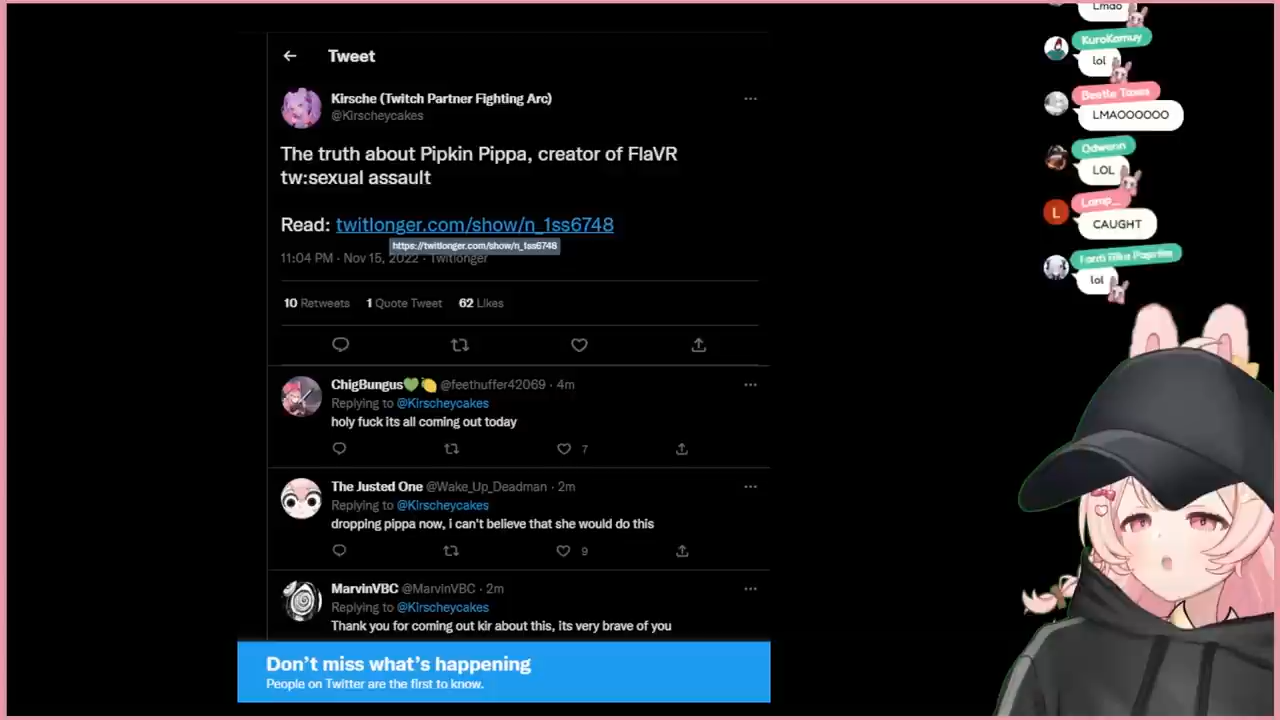 Tweet
Kirsche (Twitch Partner Fighting Arc)
@Kirscheycakes
The truth about Pipkin Pippa, creator of FlaVR
tw:sexual assault
Read: twitlonger.com/show/n_1ss6748
https://twitlonger.com/show/n_1ss6748
11:04 PM · Nov 15, 2022 · Twitlonger
10 Retweets 1 Quote Tweet 62 Likes
ChigBungus💚🍋 @feethuffer42069 · 4m
Replying to @Kirscheycakes
holy fuck its all coming out today
7
The Justed One @Wake_Up_Deadman · 2m
Replying to @Kirscheycakes
dropping pippa now, i can't believe that she would do this
9
MarvinVBC @MarvinVBC · 2m
Replying to @Kirscheycakes
Thank you for coming out kir about this, its very brave of you
Don't miss what's happening
People on Twitter are the first to know.
Lmao
KuroKamuy
lol
Beetle Toxes
LMAOOOOOO
LOL
L
Lamp_
CAUGHT
lol